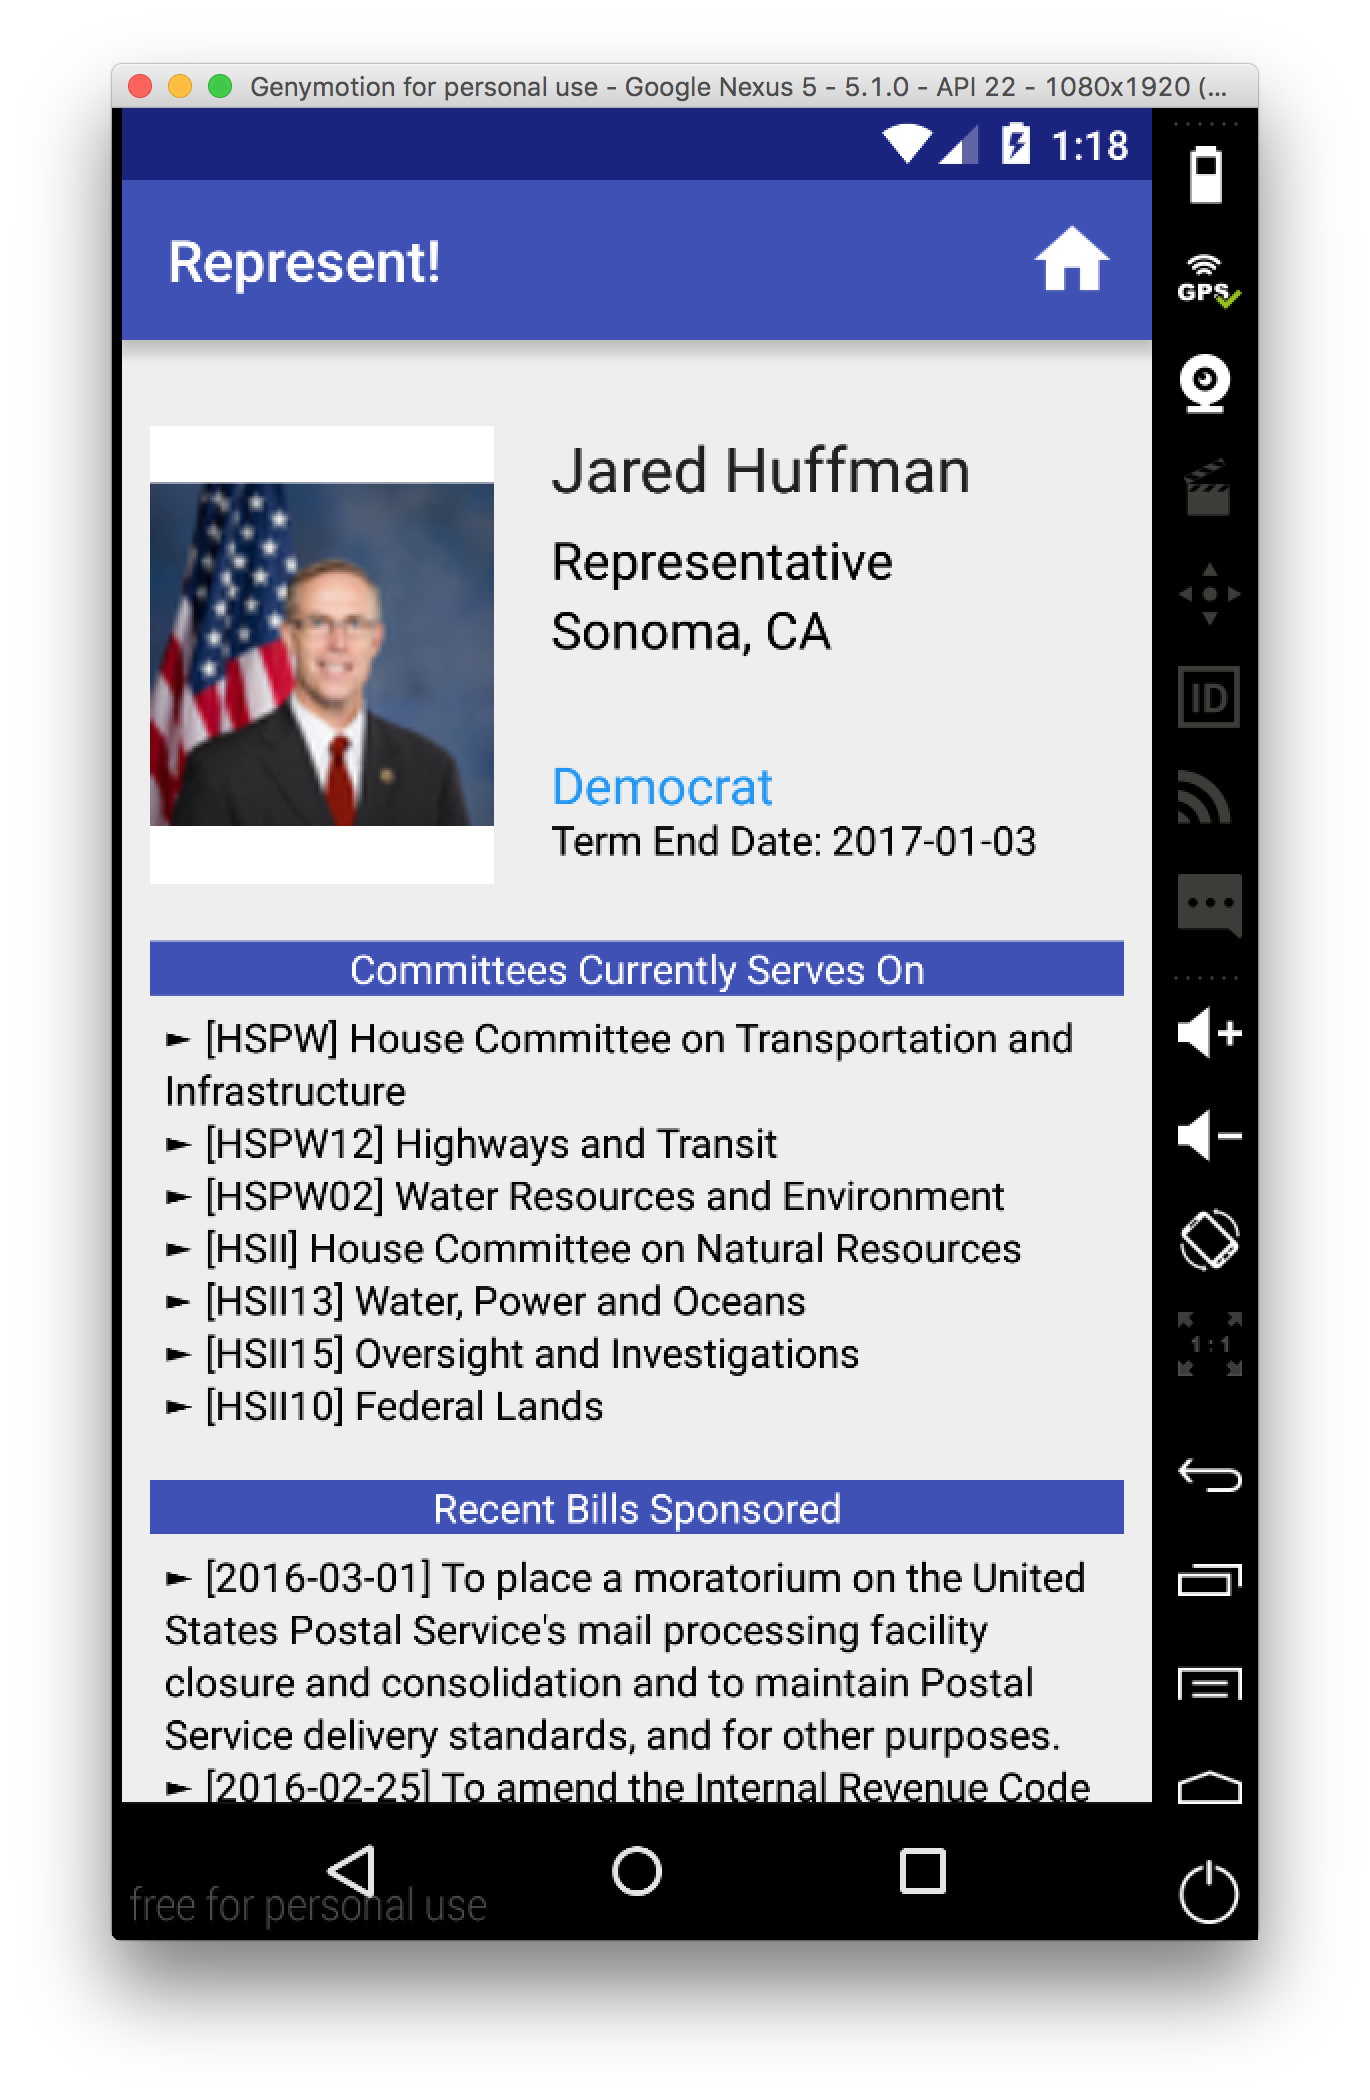 Genymotion for personal use - Google Nexus 5 - 5.1.0 - API 22 - 1080x1920 (...
1:18
Represent!
GPS
Jared Huffman
Representative
Sonoma, CA
ID
Democrat
Term End Date: 2017-01-03
Committees Currently Serves On
► [HSPW] House Committee on Transportation and
Infrastructure
► [HSPW12] Highways and Transit
► [HSPW02] Water Resources and Environment
► [HSII] House Committee on Natural Resources
► [HSII13] Water, Power and Oceans
1:1
► [HSII15] Oversight and Investigations
► [HSII10] Federal Lands
Recent Bills Sponsored
► [2016-03-01] To place a moratorium on the United
States Postal Service's mail processing facility
closure and consolidation and to maintain Postal
Service delivery standards, and for other purposes.
► [2016-02-25] To amend the Internal Revenue Code
free for personal use